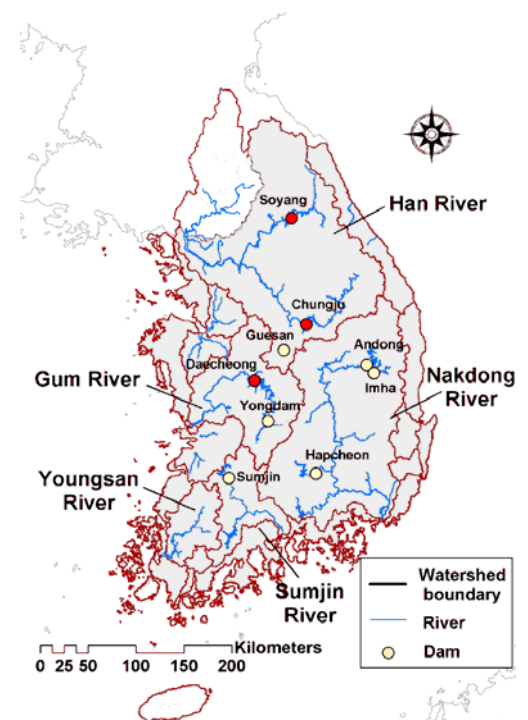 Soyang
Han River
Chungju
Guesan
Andong
Daecheong
Imha
Gum River
Nakdong
River
Yongdam
Hapcheon
Youngsan
River
Sumjin
Sumjin
River
Watershed
boundary
River
Dam
Kilometers
0 25 50 100 150 200